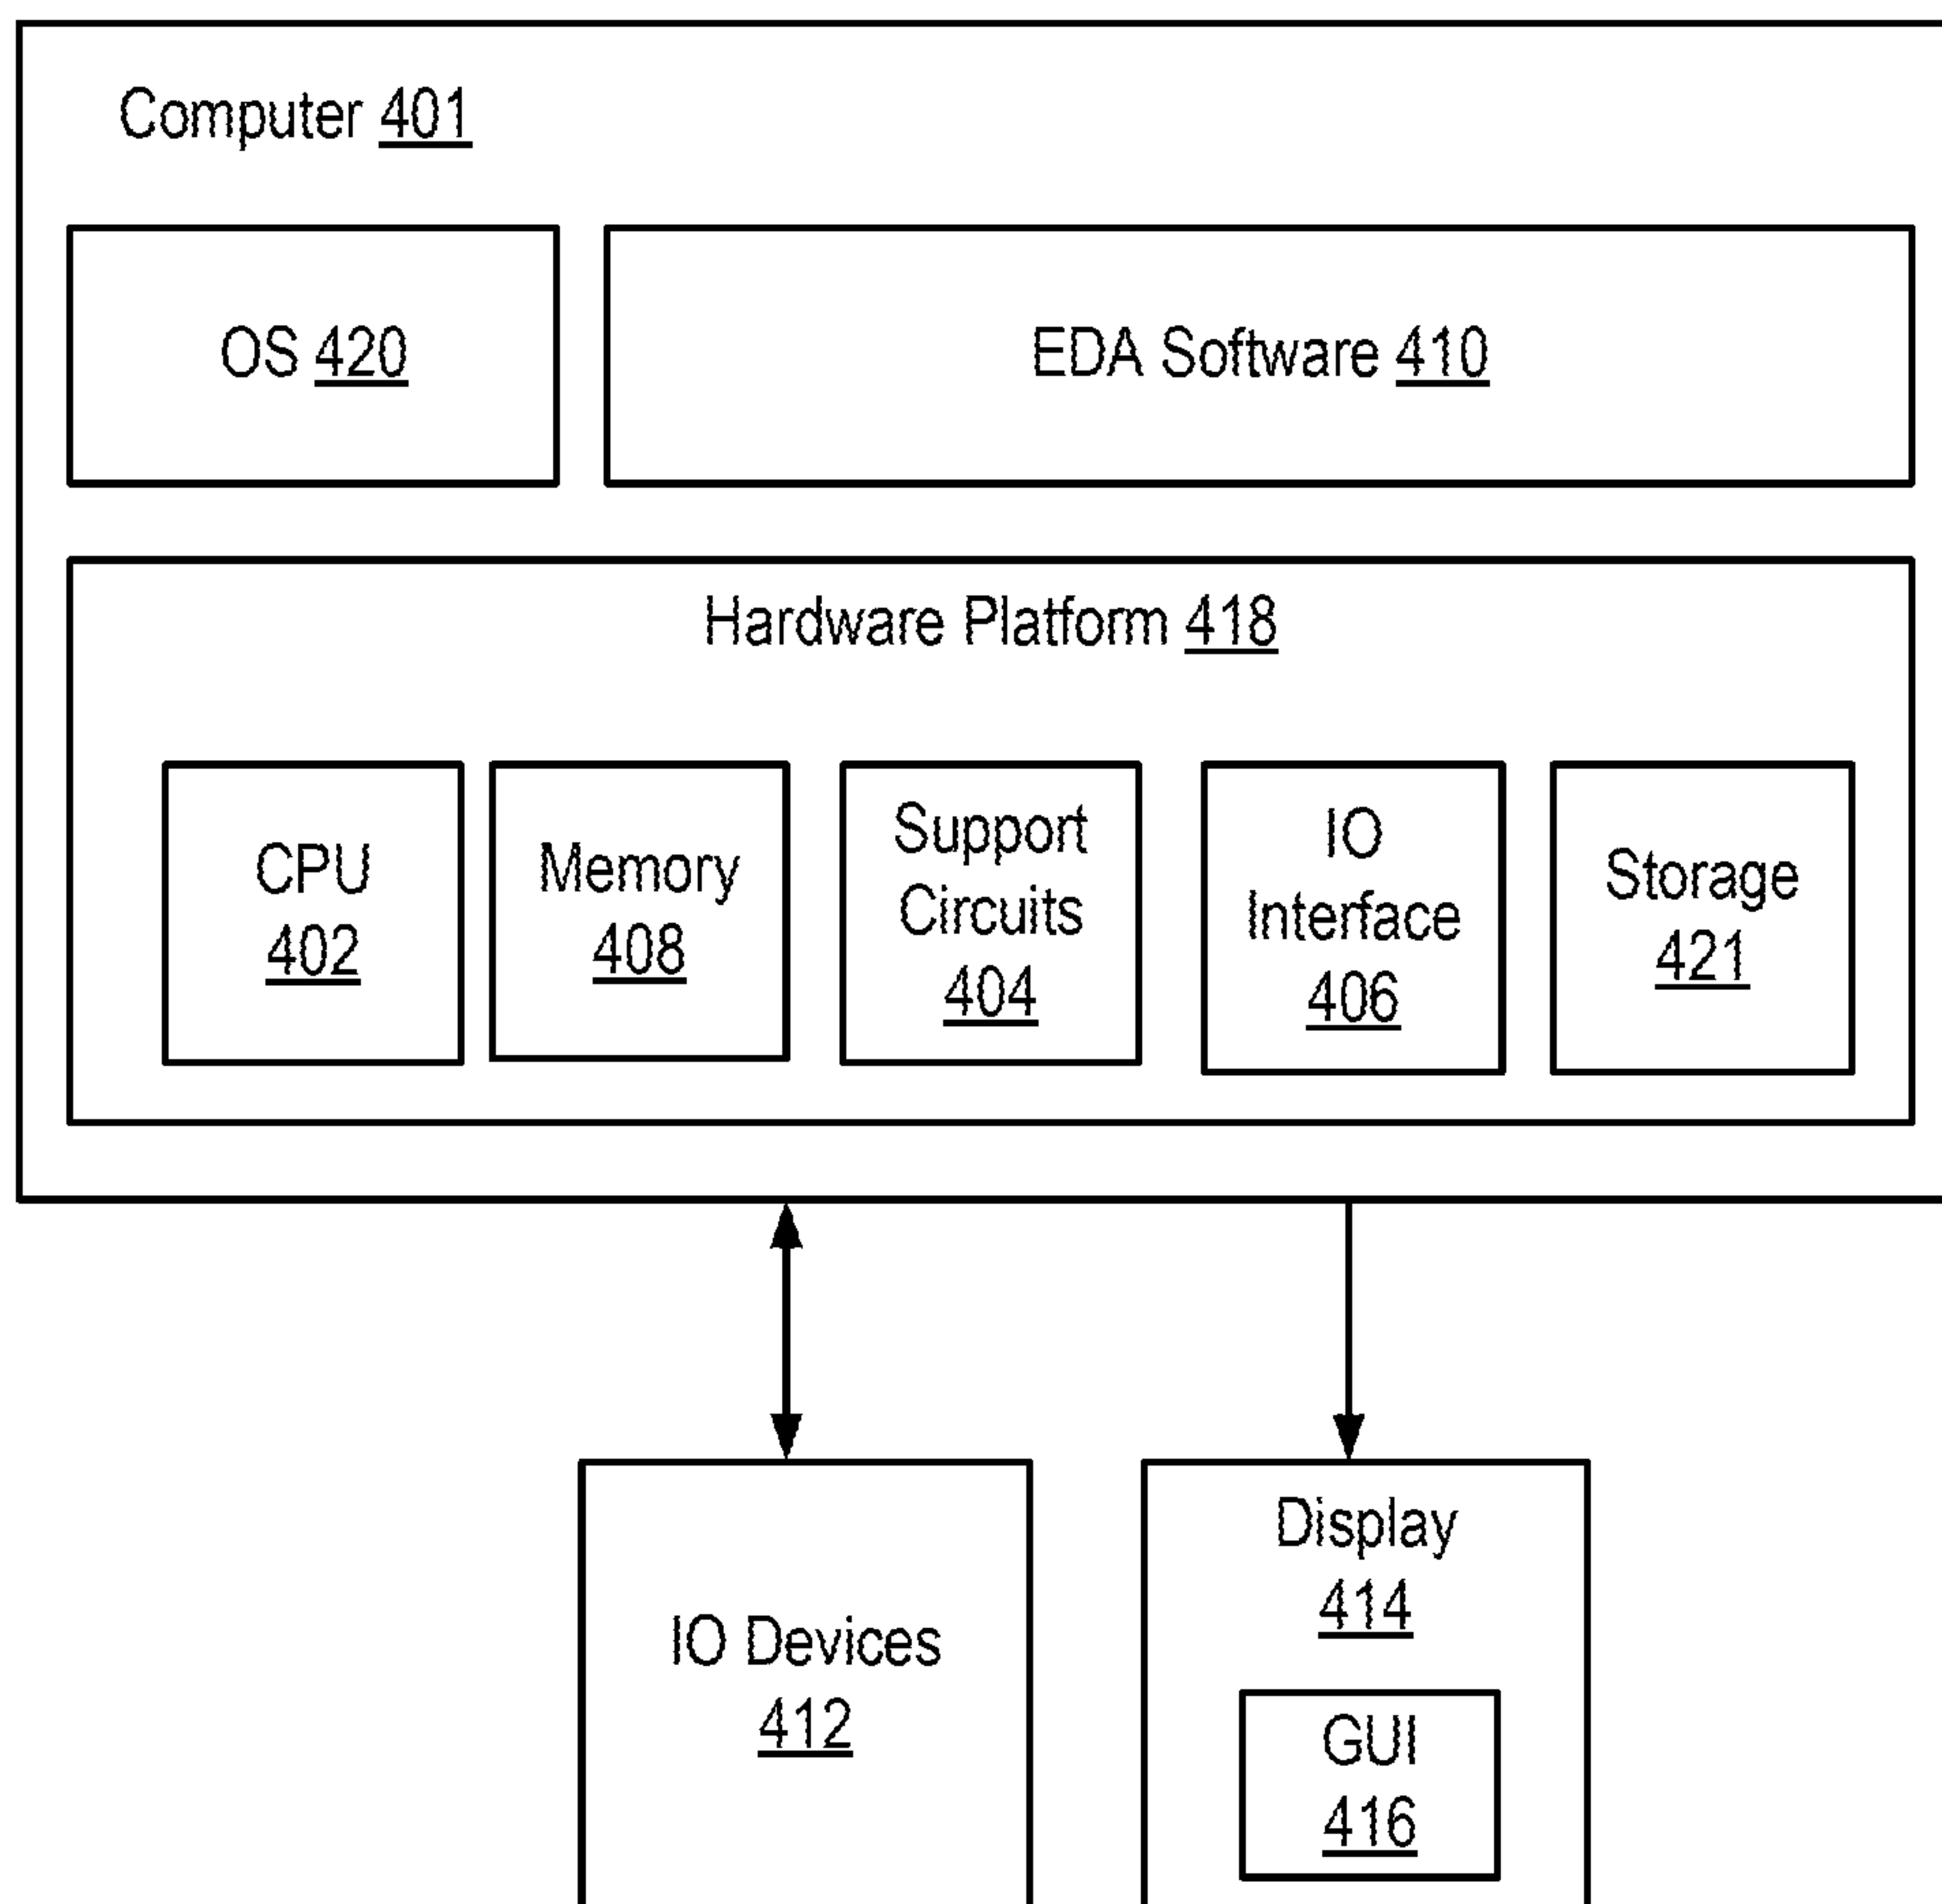 Computer 401
OS 420
EDA Software 410
Hardware Platform 418
CPU
402
Memory
408
Support
Circuits
404
IO
Interface
406
Storage
421
IO Devices
412
Display
414
GUI
416